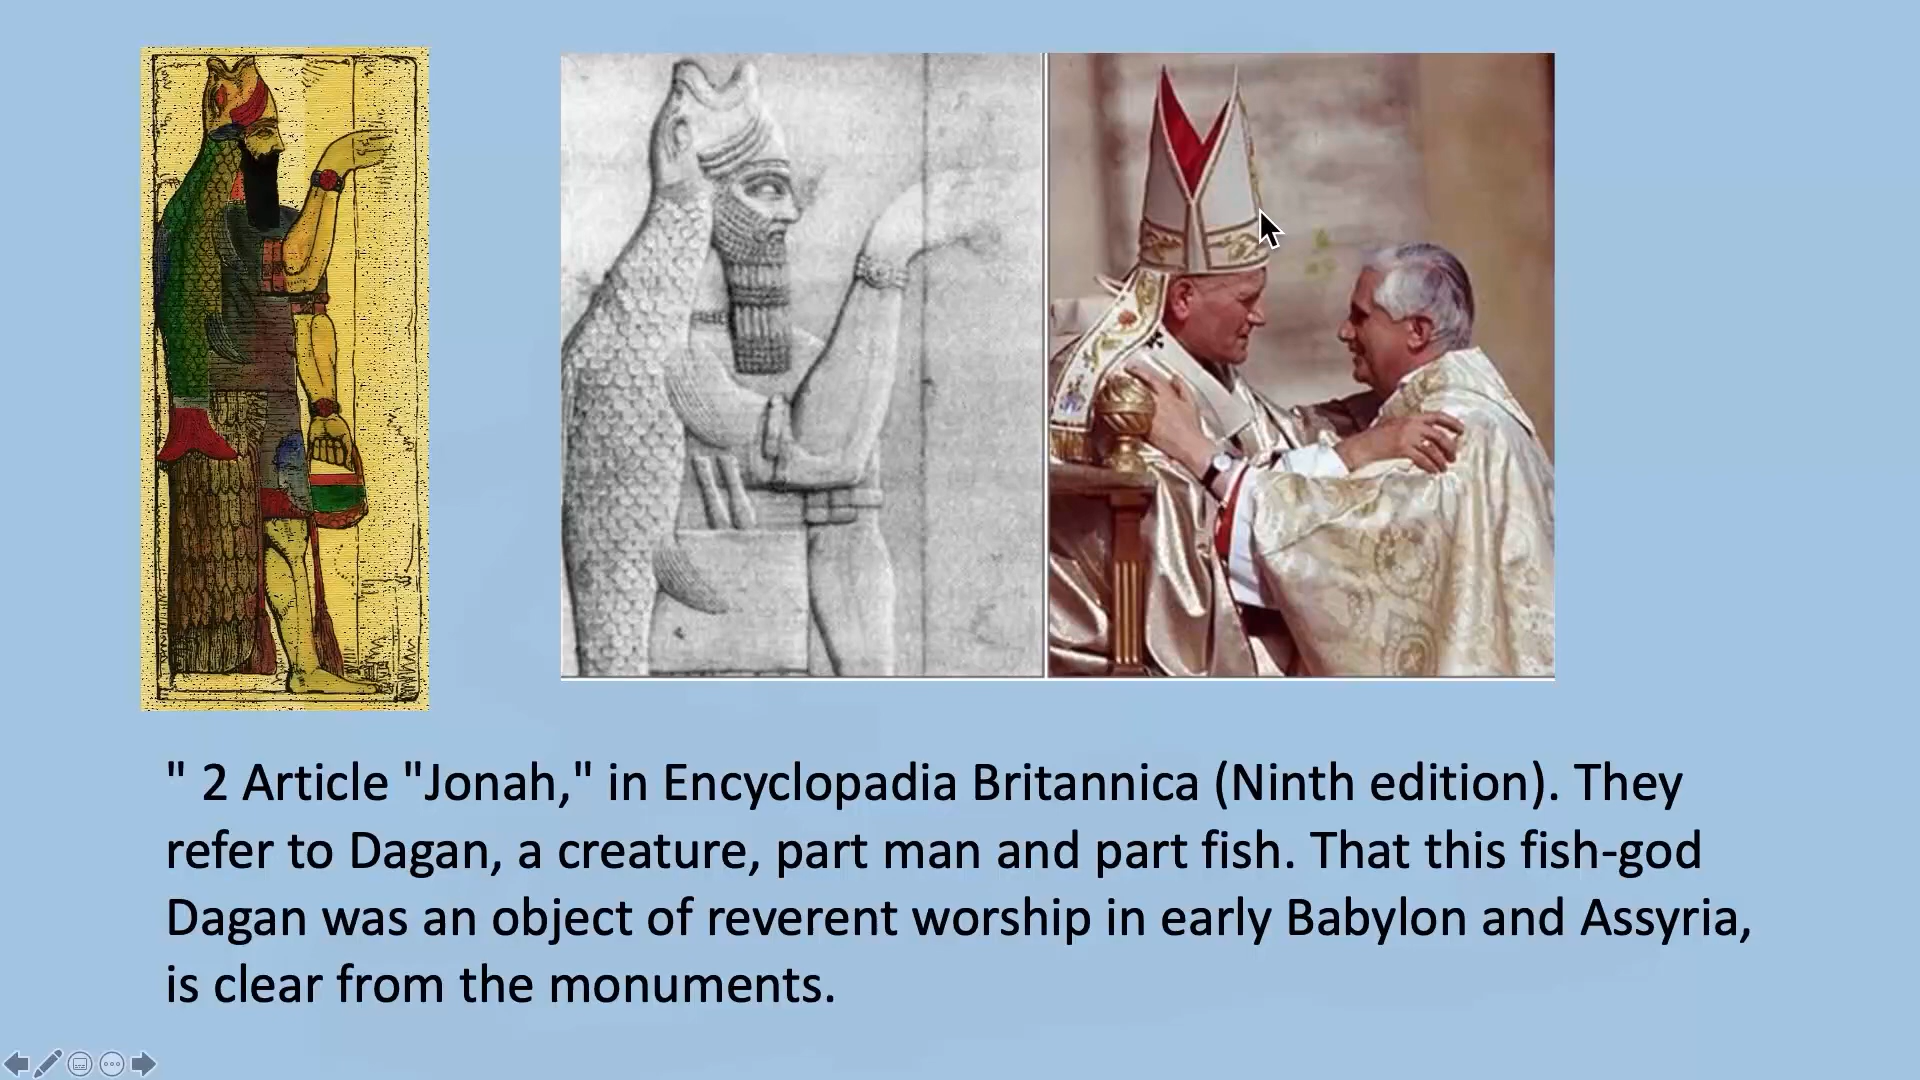 " 2 Article "Jonah," in Encyclopadia Britannica (Ninth edition). They
refer to Dagan, a creature, part man and part fish. That this fish-god
Dagan was an object of reverent worship in early Babylon and Assyria,
is clear from the monuments.